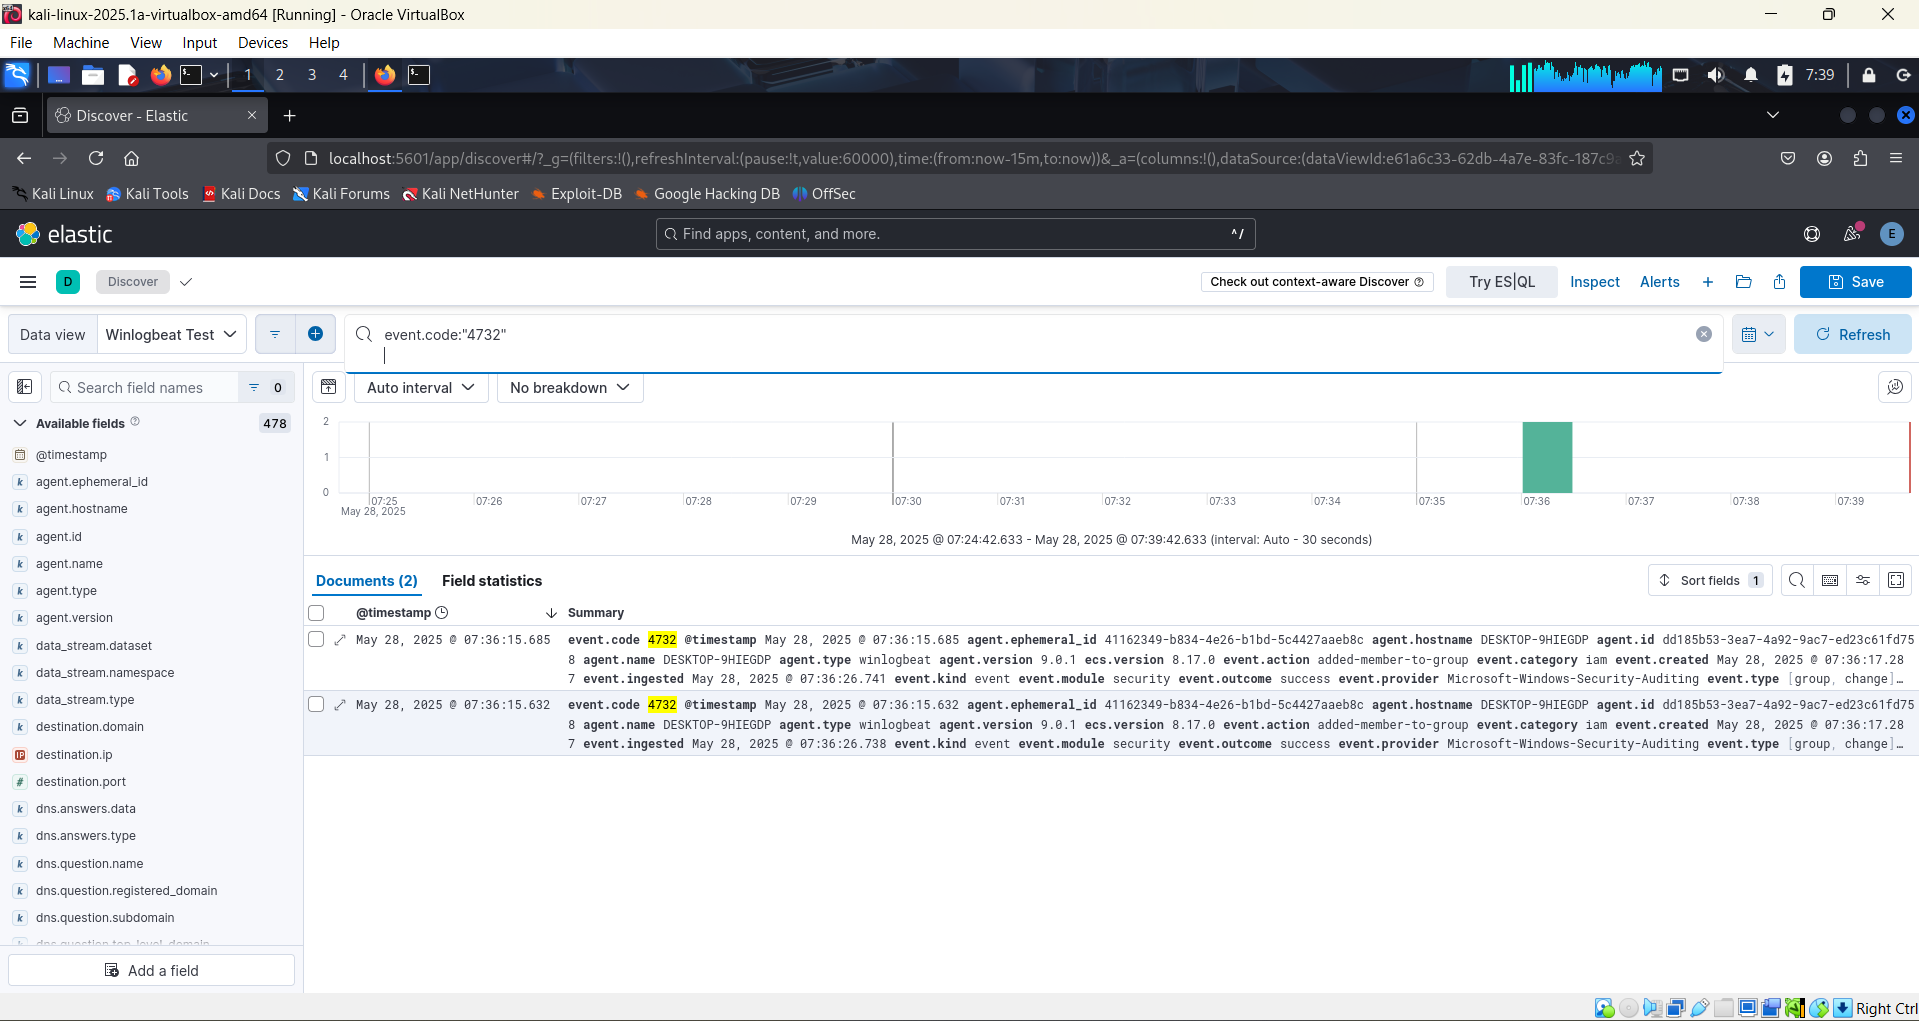 kali-linux-2025.1a-virtualbox-amd64 [Running] - Oracle VirtualBox
File Machine View Input Devices Help
1 2 3 4 7:39
Discover - Elastic
localhost:5601/app/discover#/?_g=(filters:!(),refreshInterval:(pause:!t,value:60000),time:(from:now-15m,to:now))&_a=(columns:!(),dataSource:(dataViewId:e61a6c33-62db-4a7e-83fc-187c9a
Kali Linux Kali Tools Kali Docs Kali Forums Kali NetHunter Exploit-DB Google Hacking DB OffSec
elastic Find apps, content, and more. ^/ E
D Discover Check out context-aware Discover Try ES|QL Inspect Alerts Save
Data view Winlogbeat Test event.code:"4732" Refresh
Search field names 0 Auto interval No breakdown
Available fields 478
@timestamp
agent.ephemeral_id
agent.hostname
agent.id
agent.name
agent.type
agent.version
data_stream.dataset
data_stream.namespace
data_stream.type
destination.domain
destination.ip
destination.port
dns.answers.data
dns.answers.type
dns.question.name
dns.question.registered_domain
dns.question.subdomain
dns.question.top_level_domain
Add a field
2
1
0
07:25 07:26 07:27 07:28 07:29 07:30 07:31 07:32 07:33 07:34 07:35 07:36 07:37 07:38 07:39
May 28, 2025
May 28, 2025 @ 07:24:42.633 - May 28, 2025 @ 07:39:42.633 (interval: Auto - 30 seconds)
Documents (2) Field statistics Sort fields 1
@timestamp Summary
May 28, 2025 @ 07:36:15.685 event.code 4732 @timestamp May 28, 2025 @ 07:36:15.685 agent.ephemeral_id 41162349-b834-4e26-b1bd-5c4427aaeb8c agent.hostname DESKTOP-9HIEGDP agent.id dd185b53-3ea7-4a92-9ac7-ed23c61fd75
8 agent.name DESKTOP-9HIEGDP agent.type winlogbeat agent.version 9.0.1 ecs.version 8.17.0 event.action added-member-to-group event.category iam event.created May 28, 2025 @ 07:36:17.28
7 event.ingested May 28, 2025 @ 07:36:26.741 event.kind event event.module security event.outcome success event.provider Microsoft-Windows-Security-Auditing event.type [group, change]…
May 28, 2025 @ 07:36:15.632 event.code 4732 @timestamp May 28, 2025 @ 07:36:15.632 agent.ephemeral_id 41162349-b834-4e26-b1bd-5c4427aaeb8c agent.hostname DESKTOP-9HIEGDP agent.id dd185b53-3ea7-4a92-9ac7-ed23c61fd75
8 agent.name DESKTOP-9HIEGDP agent.type winlogbeat agent.version 9.0.1 ecs.version 8.17.0 event.action added-member-to-group event.category iam event.created May 28, 2025 @ 07:36:17.28
7 event.ingested May 28, 2025 @ 07:36:26.738 event.kind event event.module security event.outcome success event.provider Microsoft-Windows-Security-Auditing event.type [group, change]…
Right Ctrl